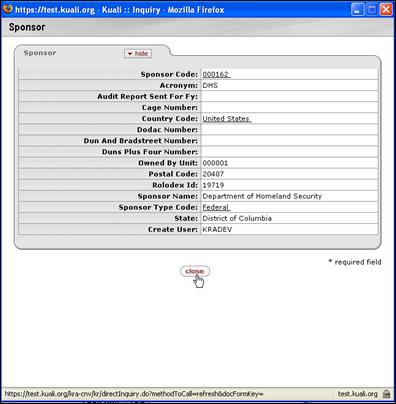 https://test.kuali.org - Kuali :: Inquiry - Mozilla Firefox
Sponsor
Sponsor hide
Sponsor Code: 000162
Acronym: DHS
Audit Report Sent For Fy:
Cage Number:
Country Code: United States
Dodac Number:
Dun And Bradstreet Number:
Duns Plus Four Number:
Owned By Unit: 000001
Postal Code: 20407
Rolodex Id: 19719
Sponsor Name: Department of Homeland Security
Sponsor Type Code: Federal
State: District of Columbia
Create User: KRADEV
* required field
close
https://test.kuali.org/kra-cnv/kr/directInquiry.do?methodToCall=refresh&docFormKey= test.kuali.org